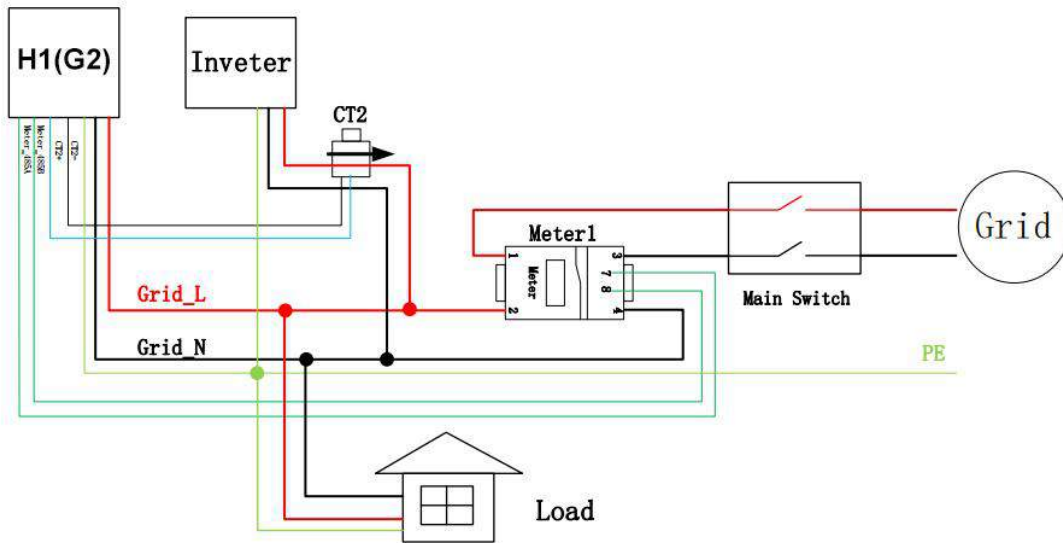 H1(G2)
Inveter
CT2
Meter_485A
Meter_485B
CT2+
CT2-
Meter1
1
3
7
8
Meter
2
4
Grid
Main Switch
Grid_L
Grid_N
PE
Load